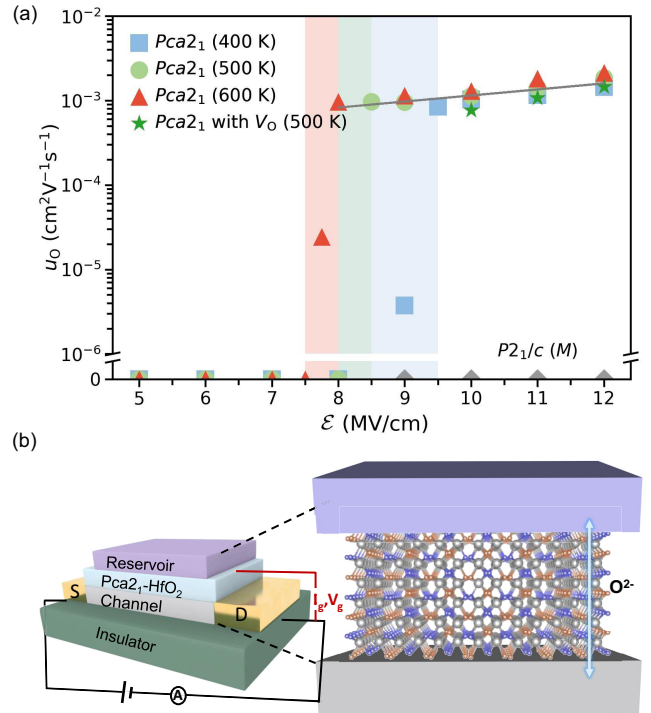 (a)
10⁻²
10⁻³
10⁻⁴
10⁻⁵
10⁻⁶
0
u_O (cm²V⁻¹s⁻¹)
Pca2₁ (400 K)
Pca2₁ (500 K)
Pca2₁ (600 K)
Pca2₁ with V_O (500 K)
P2₁/c (M)
5 6 7 8 9 10 11 12
ℰ (MV/cm)
(b)
Reservoir
Pca2₁-HfO₂
Channel
S
D
Insulator
I_g,V_g
A
O²⁻